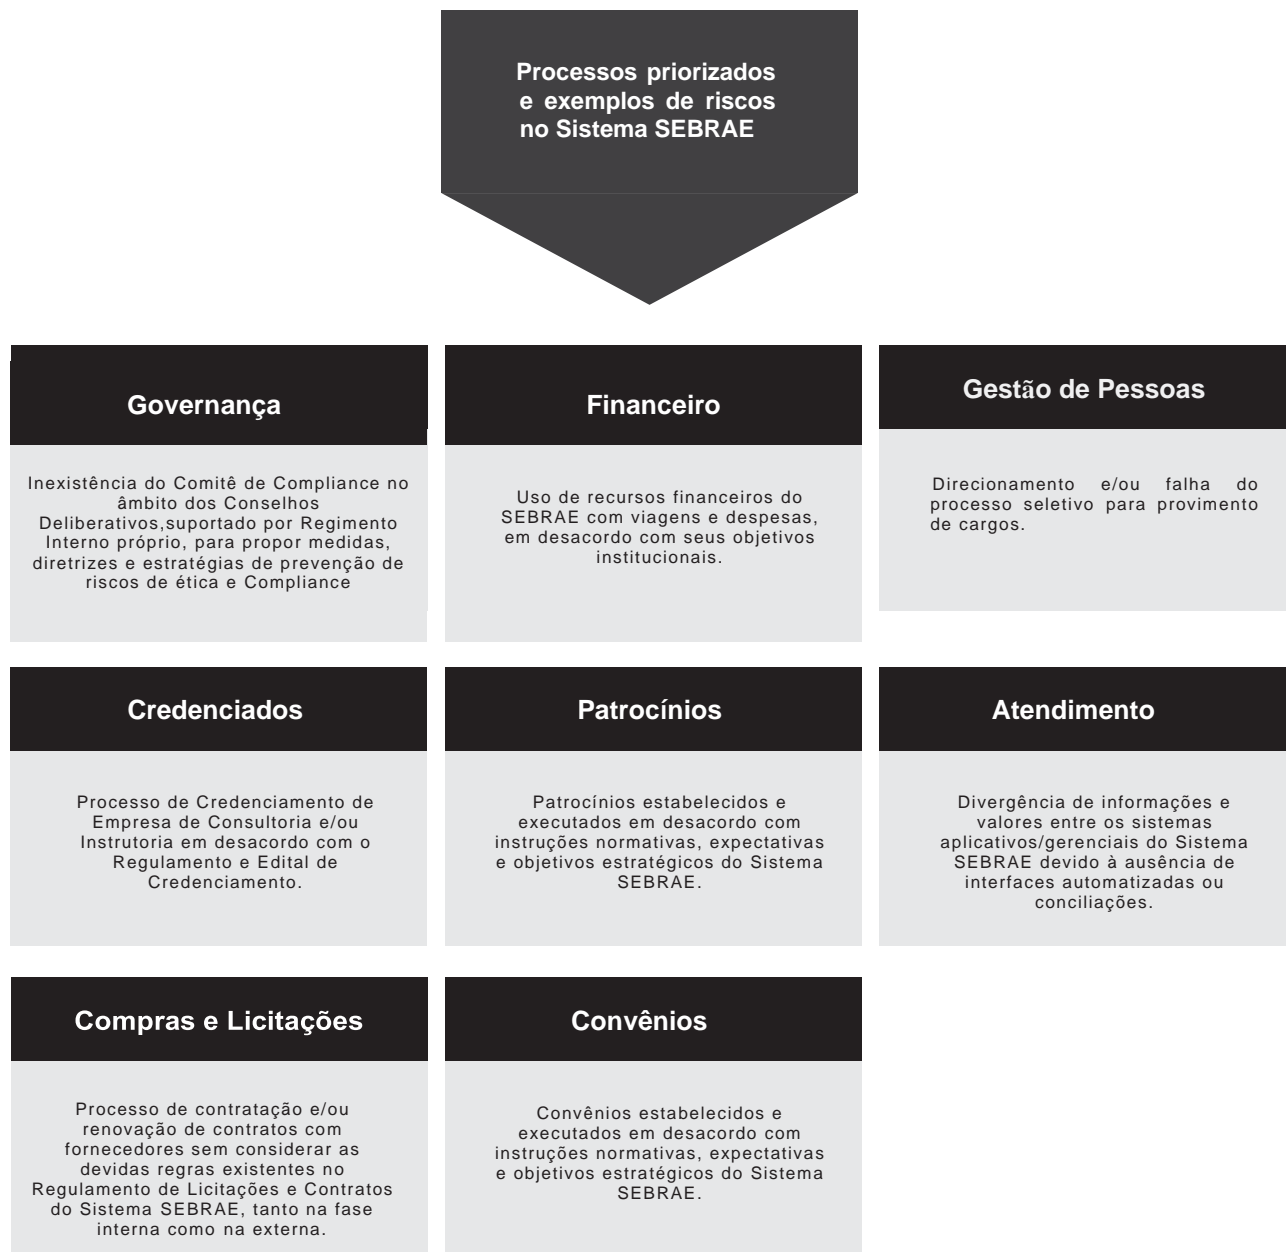 Processos priorizados
e exemplos de riscos
no Sistema SEBRAE
Governança
Inexistência do Comitê de Compliance no
âmbito dos Conselhos
Deliberativos,suportado por Regimento
Interno próprio, para propor medidas,
diretrizes e estratégias de prevenção de
riscos de ética e Compliance
Financeiro
Uso de recursos financeiros do
SEBRAE com viagens e despesas,
em desacordo com seus objetivos
institucionais.
Gestão de Pessoas
Direcionamento e/ou falha do
processo seletivo para provimento
de cargos.
Credenciados
Processo de Credenciamento de
Empresa de Consultoria e/ou
Instrutoria em desacordo com o
Regulamento e Edital de
Credenciamento.
Patrocínios
Patrocínios estabelecidos e
executados em desacordo com
instruções normativas, expectativas
e objetivos estratégicos do Sistema
SEBRAE.
Atendimento
Divergência de informações e
valores entre os sistemas
aplicativos/gerenciais do Sistema
SEBRAE devido à ausência de
interfaces automatizadas ou
conciliações.
Compras e Licitações
Processo de contratação e/ou
renovação de contratos com
fornecedores sem considerar as
devidas regras existentes no
Regulamento de Licitações e Contratos
do Sistema SEBRAE, tanto na fase
interna como na externa.
Convênios
Convênios estabelecidos e
executados em desacordo com
instruções normativas, expectativas
e objetivos estratégicos do Sistema
SEBRAE.